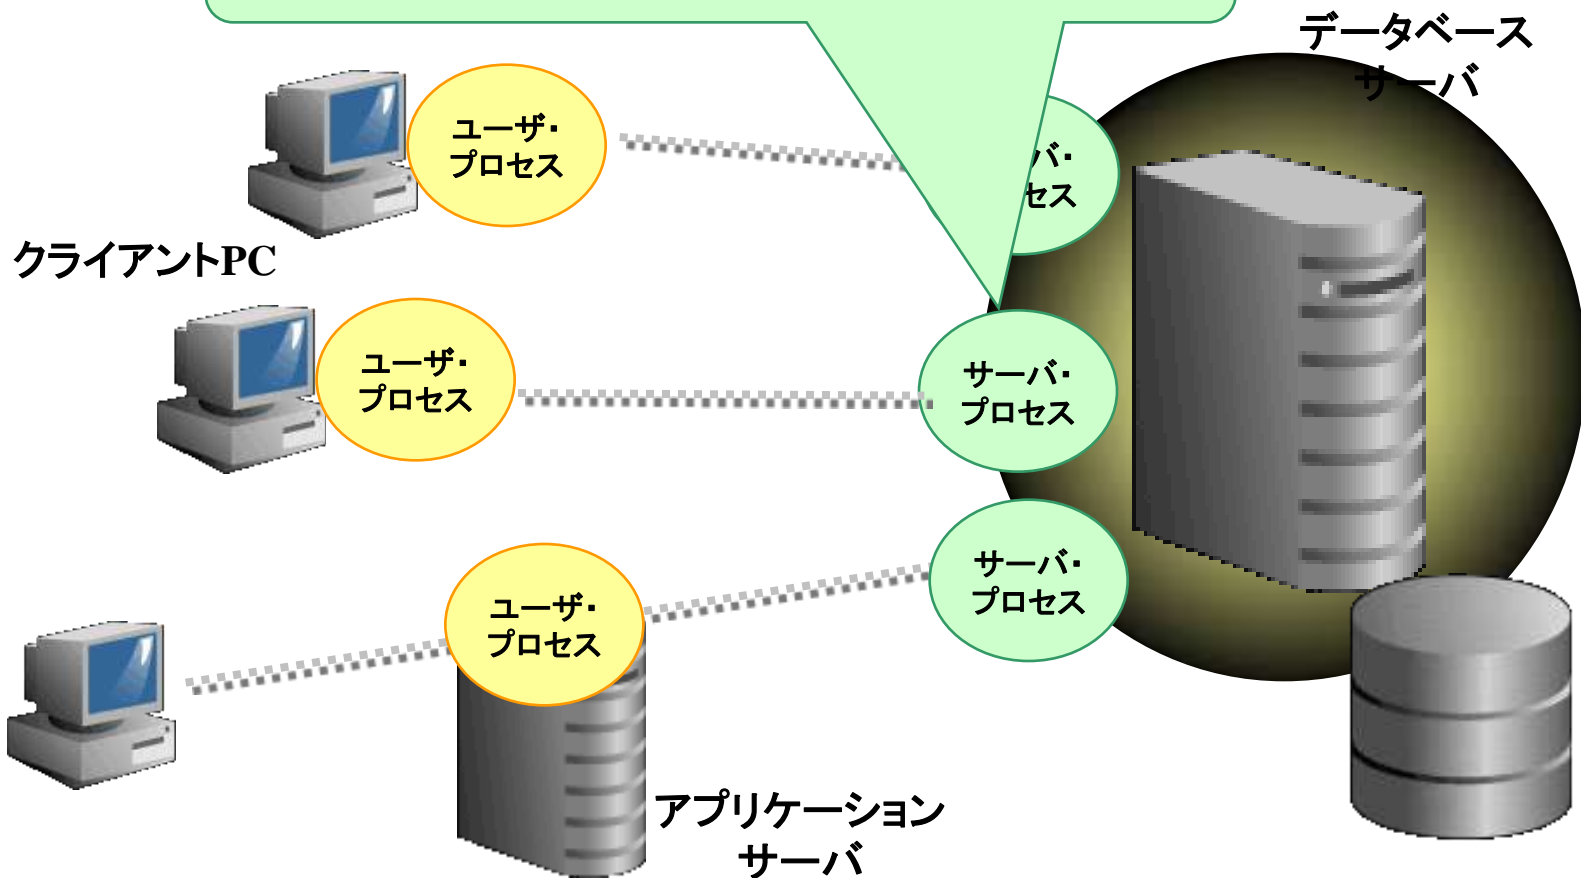 データベース
サーバ
ユーザ・
プロセス
バ・
セス
クライアントPC
ユーザ・
プロセス
サーバ・
プロセス
サーバ・
プロセス
ユーザ・
プロセス
アプリケーション
サーバ